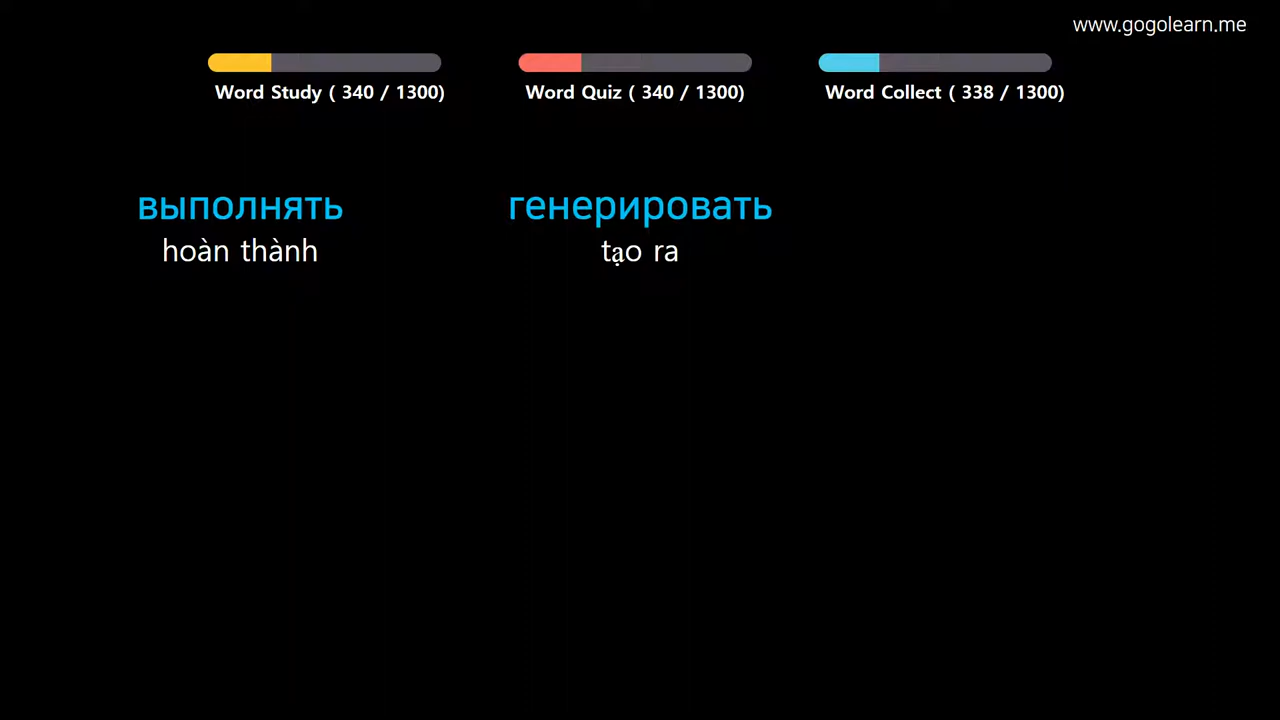 www.gogolearn.me
Word Study ( 340 / 1300)
Word Quiz ( 340 / 1300)
Word Collect ( 338 / 1300)
выполнять
hoàn thành
генерировать
tạo ra